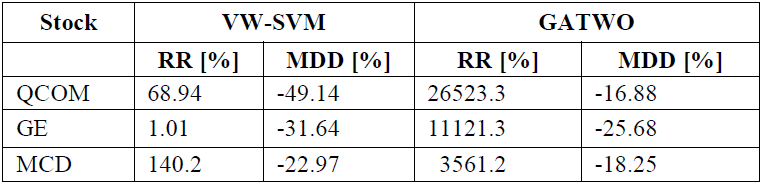 Stock VW-SVM GATWO
RR [%] MDD [%] RR [%] MDD [%]
QCOM 68.94 -49.14 26523.3 -16.88
GE 1.01 -31.64 11121.3 -25.68
MCD 140.2 -22.97 3561.2 -18.25